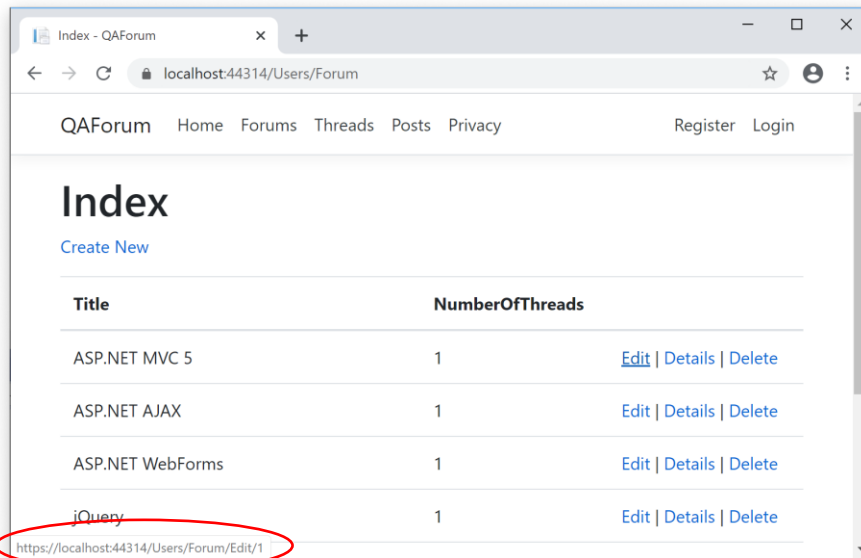 Index - QAForum
localhost:44314/Users/Forum
QAForum Home Forums Threads Posts Privacy Register Login
Index
Create New
Title NumberOfThreads
ASP.NET MVC 5 1 Edit | Details | Delete
ASP.NET AJAX 1 Edit | Details | Delete
ASP.NET WebForms 1 Edit | Details | Delete
jQuery 1 Edit | Details | Delete
https://localhost:44314/Users/Forum/Edit/1